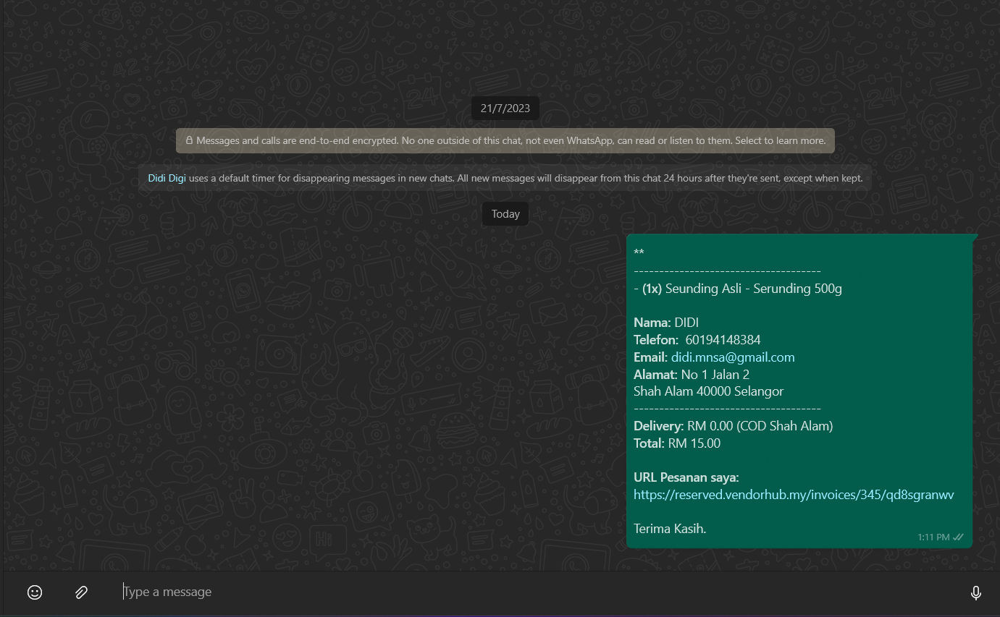 21/7/2023
Messages and calls are end-to-end encrypted. No one outside of this chat, not even WhatsApp, can read or listen to them. Select to learn more.
Didi Digi uses a default timer for disappearing messages in new chats. All new messages will disappear from this chat 24 hours after they're sent, except when kept.
Today
**
-------------------------------------
- (1x) Seunding Asli - Serunding 500g
Nama: DIDI
Telefon:  60194148384
Email: didi.mnsa@gmail.com
Alamat: No 1 Jalan 2
Shah Alam 40000 Selangor
-------------------------------------
Delivery: RM 0.00 (COD Shah Alam)
Total: RM 15.00
URL Pesanan saya:
https://reserved.vendorhub.my/invoices/345/qd8sgranwv
Terima Kasih.
1:11 PM
Type a message